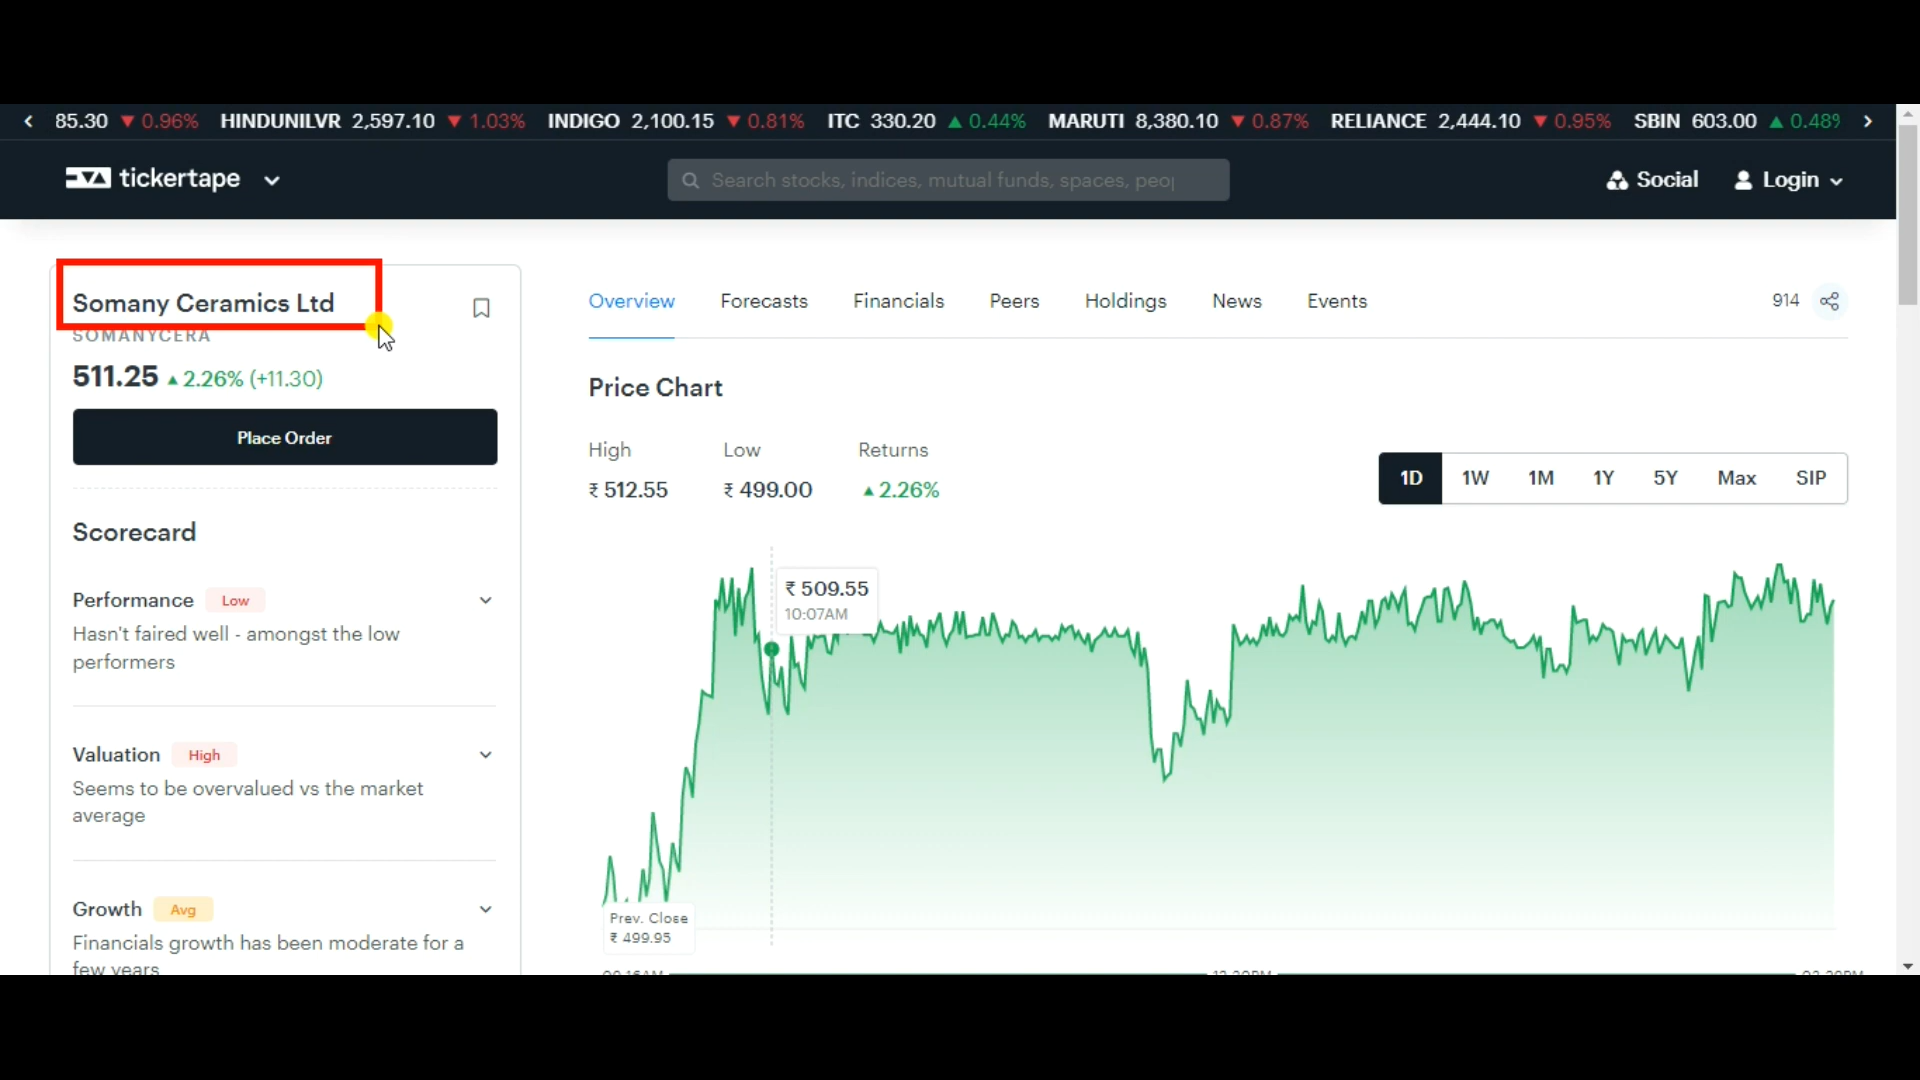 85.30 ▼ 0.96% HINDUNILVR 2,597.10 ▼ 1.03% INDIGO 2,100.15 ▼ 0.81% ITC 330.20 ▲ 0.44% MARUTI 8,380.10 ▼ 0.87% RELIANCE 2,444.10 ▼ 0.95% SBIN 603.00 ▲ 0.48%
tickertape
Search stocks, indices, mutual funds, spaces,
Social
Login
Somany Ceramics Ltd
SOMANYCERA
511.25 ▲ 2.26% (+11.30)
Place Order
Scorecard
Performance Low
Hasn't faired well - amongst the low
performers
Valuation High
Seems to be overvalued vs the market
average
Growth Avg
Financials growth has been moderate for a
few years
Overview Forecasts Financials Peers Holdings News Events
914
Price Chart
High Low Returns
₹ 512.55 ₹ 499.00 ▲ 2.26%
1D 1W 1M 1Y 5Y Max SIP
₹ 509.55
10:07AM
Prev. Close
₹ 499.95